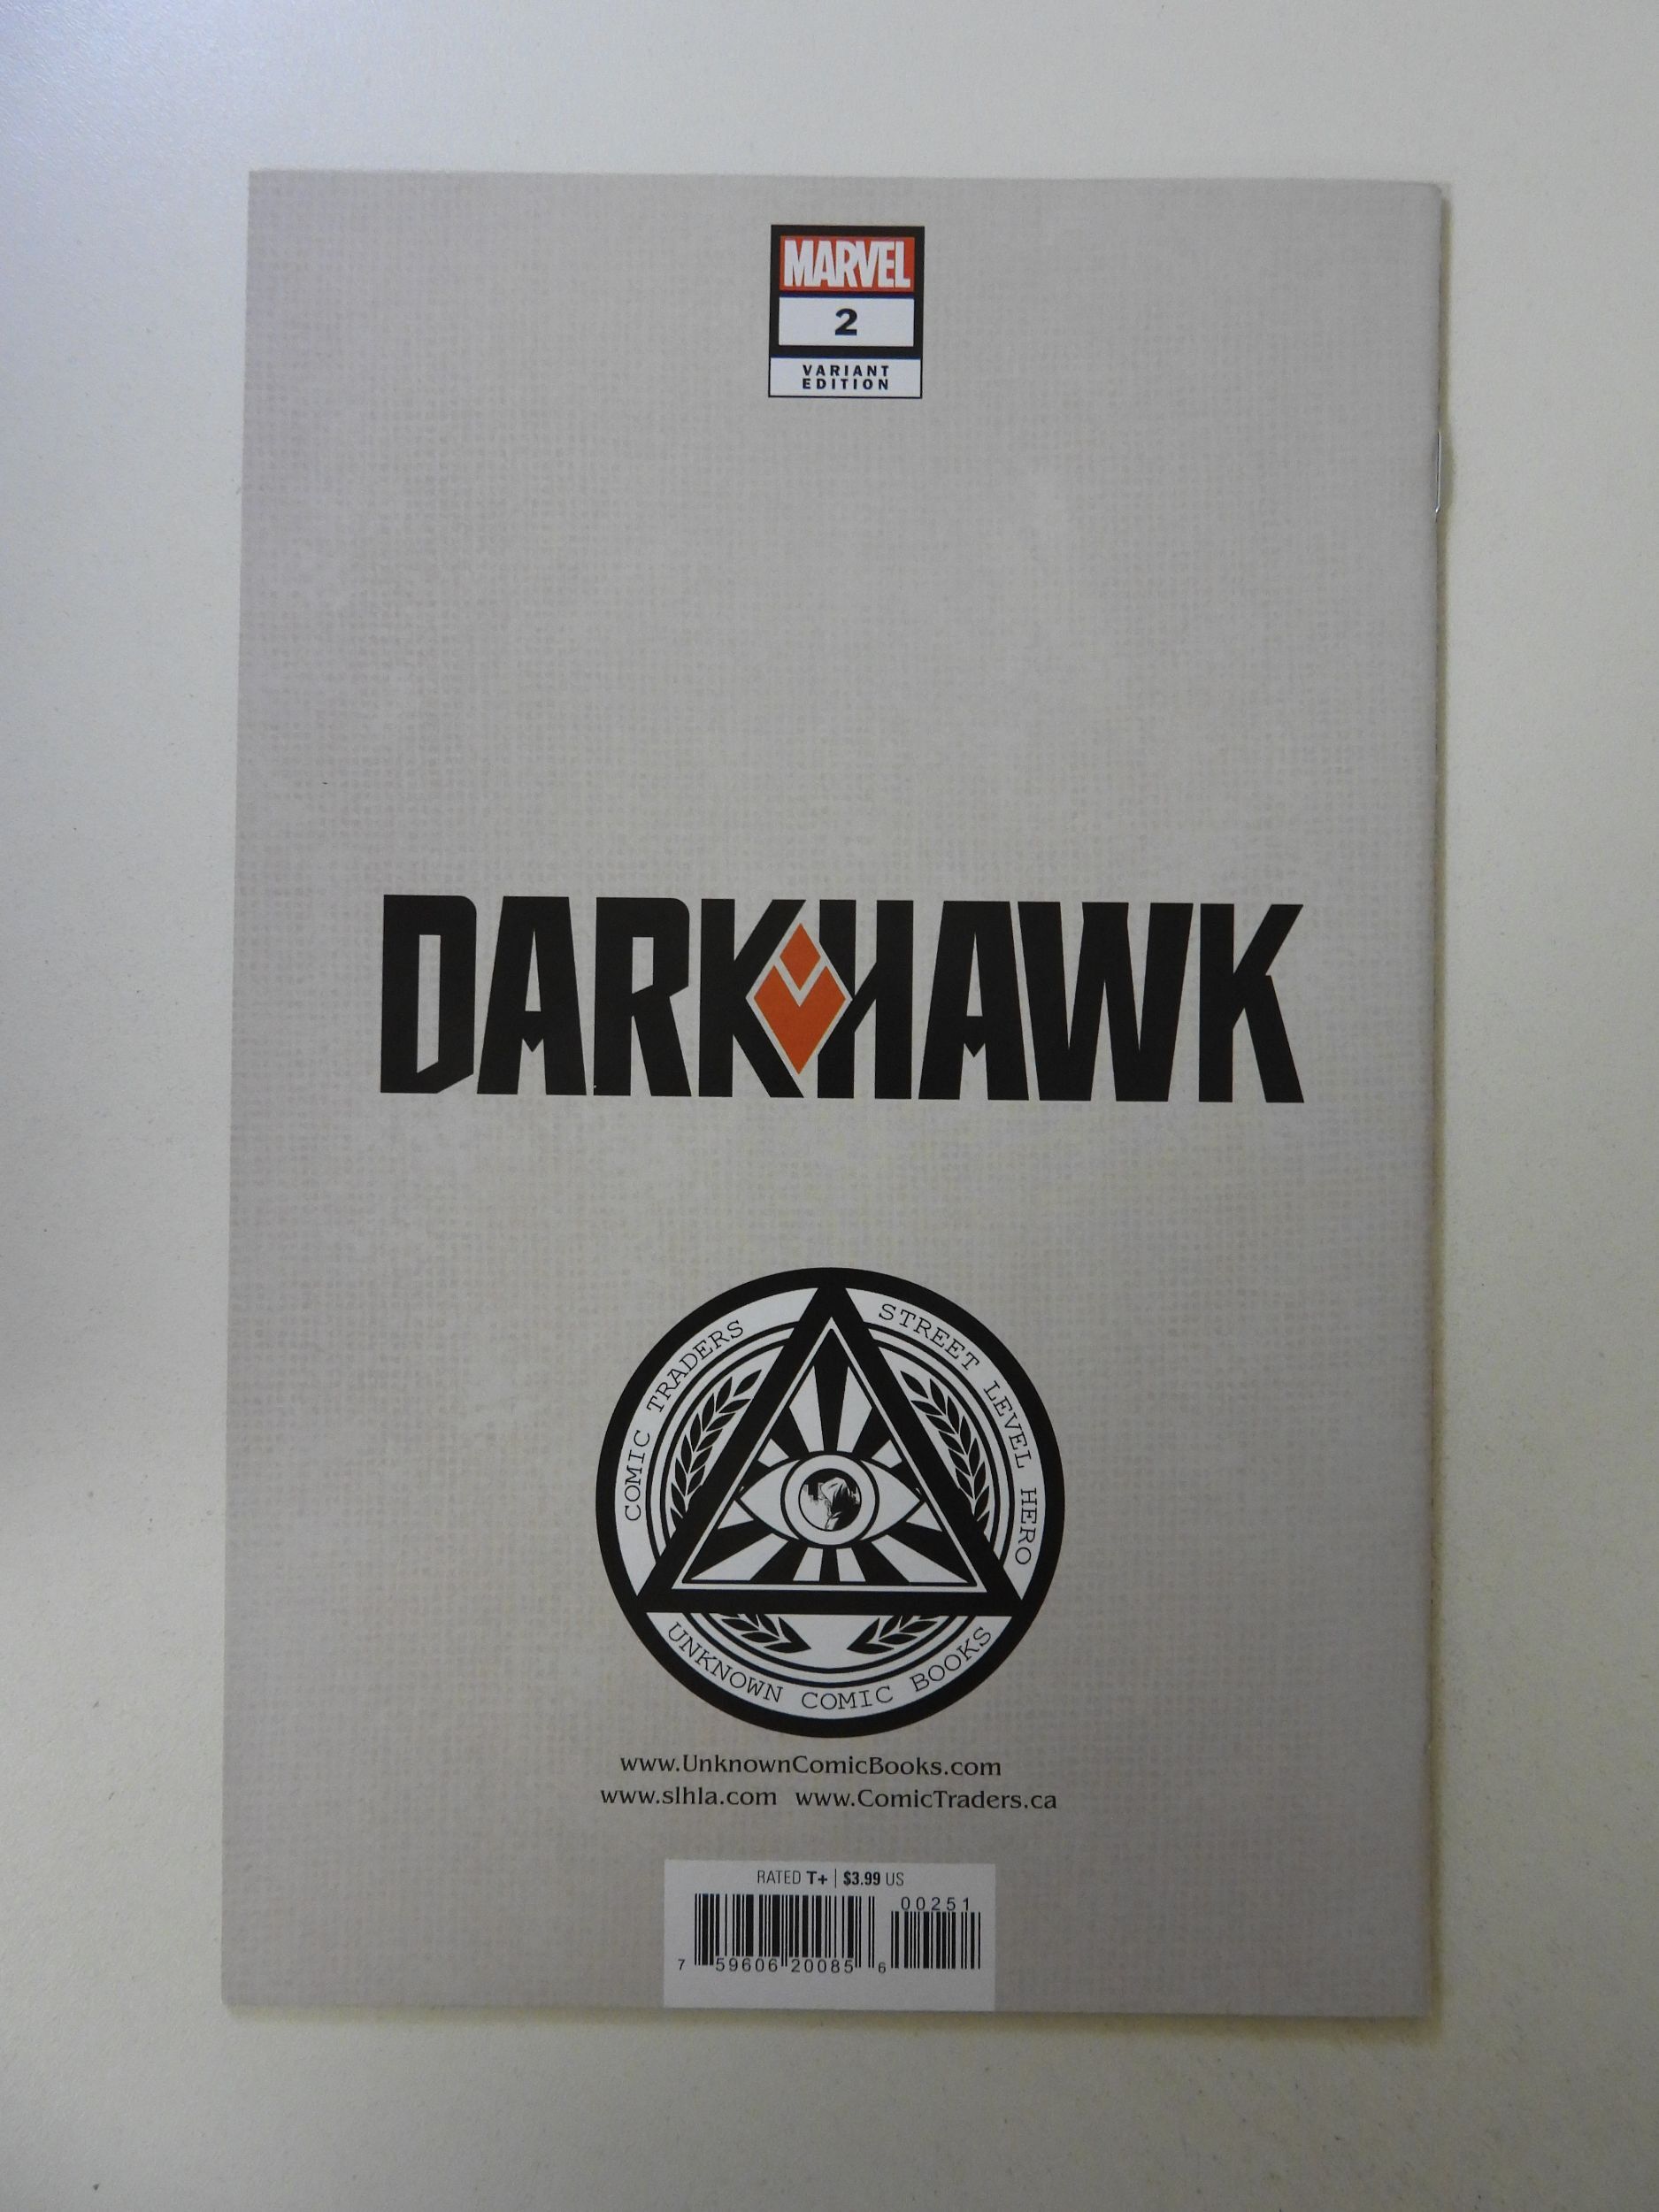 MARVEL
2
VARIANT
EDITION
DARKHAWK
COMIC TRADERS
STREET LEVEL HERO
UNKNOWN COMIC BOOKS
www.UnknownComicBooks.com
www.slhla.com www.ComicTraders.ca
RATED T+ | $3.99 US
00251
7 59606 20085 6